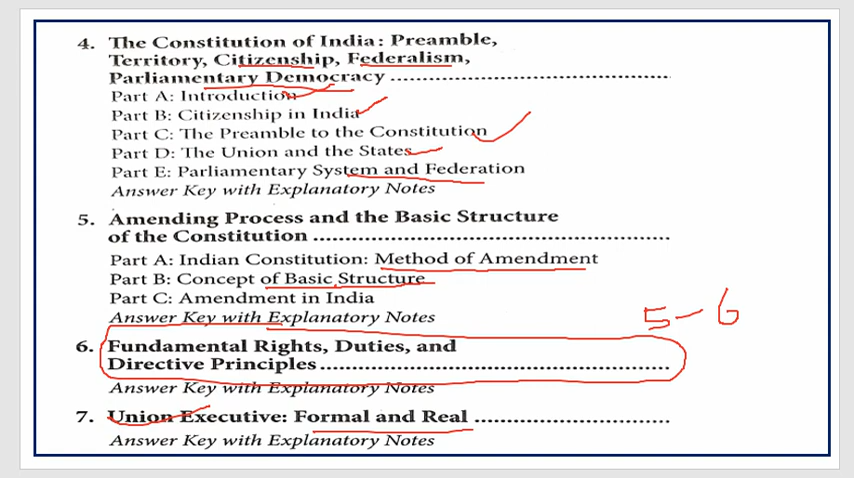 4. The Constitution of India: Preamble,
Territory, Citizenship, Federalism,
Parliamentary Democracy ..........................................................
Part A: Introduction
Part B: Citizenship in India
Part C: The Preamble to the Constitution
Part D: The Union and the States
Part E: Parliamentary System and Federation
Answer Key with Explanatory Notes
5. Amending Process and the Basic Structure
of the Constitution ..........................................................
Part A: Indian Constitution: Method of Amendment
Part B: Concept of Basic Structure
Part C: Amendment in India
Answer Key with Explanatory Notes
5-6
6. Fundamental Rights, Duties, and
Directive Principles..........................................................
Answer Key with Explanatory Notes
7. Union Executive: Formal and Real ........................................
Answer Key with Explanatory Notes